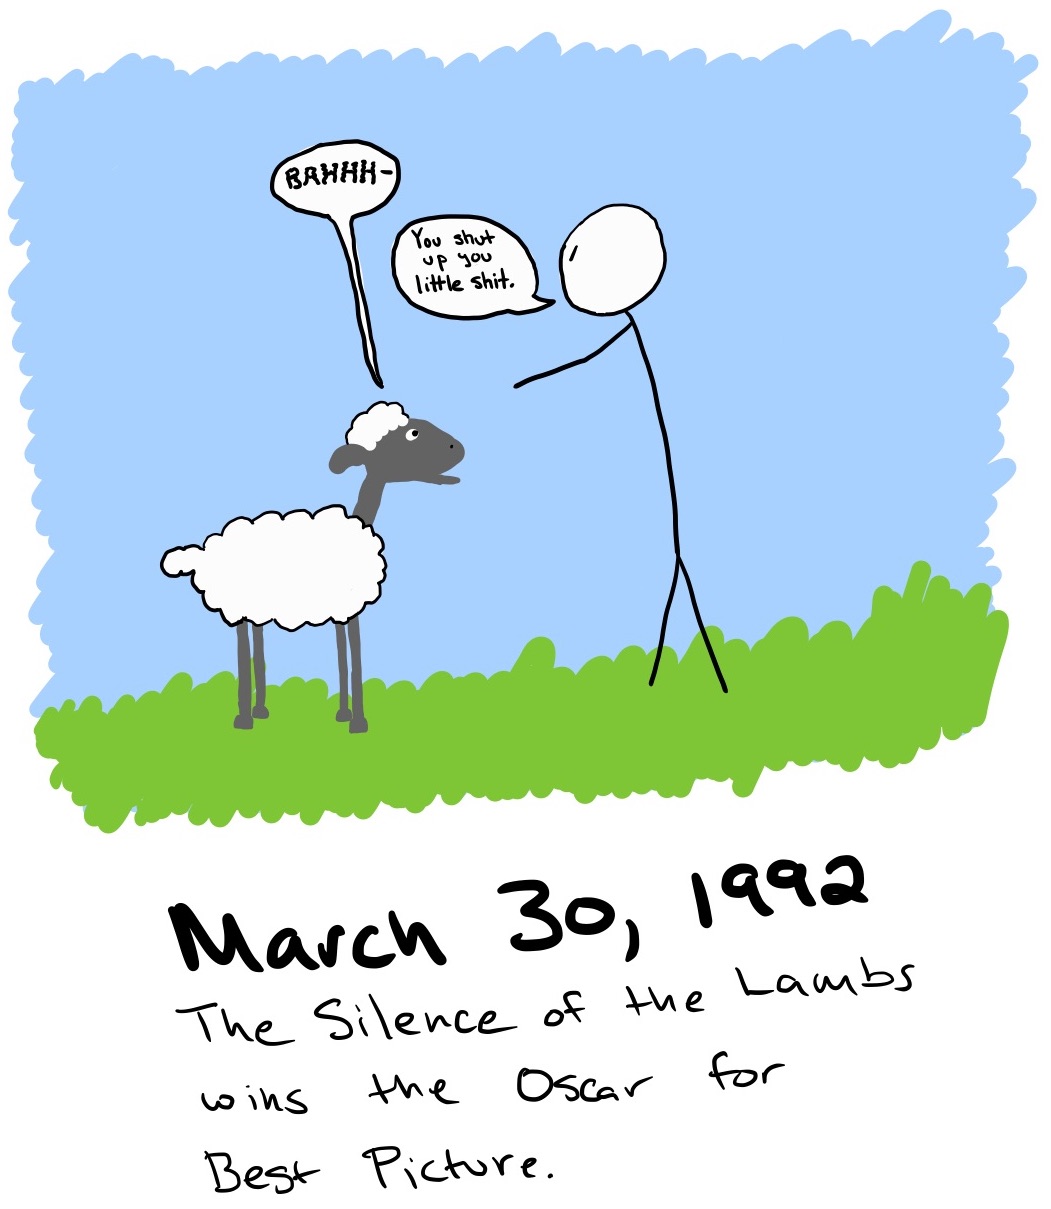 BAHHH-
You shut
up you
little shit.
March 30, 1992
The Silence of the Lambs
wins the Oscar for
Best Picture.